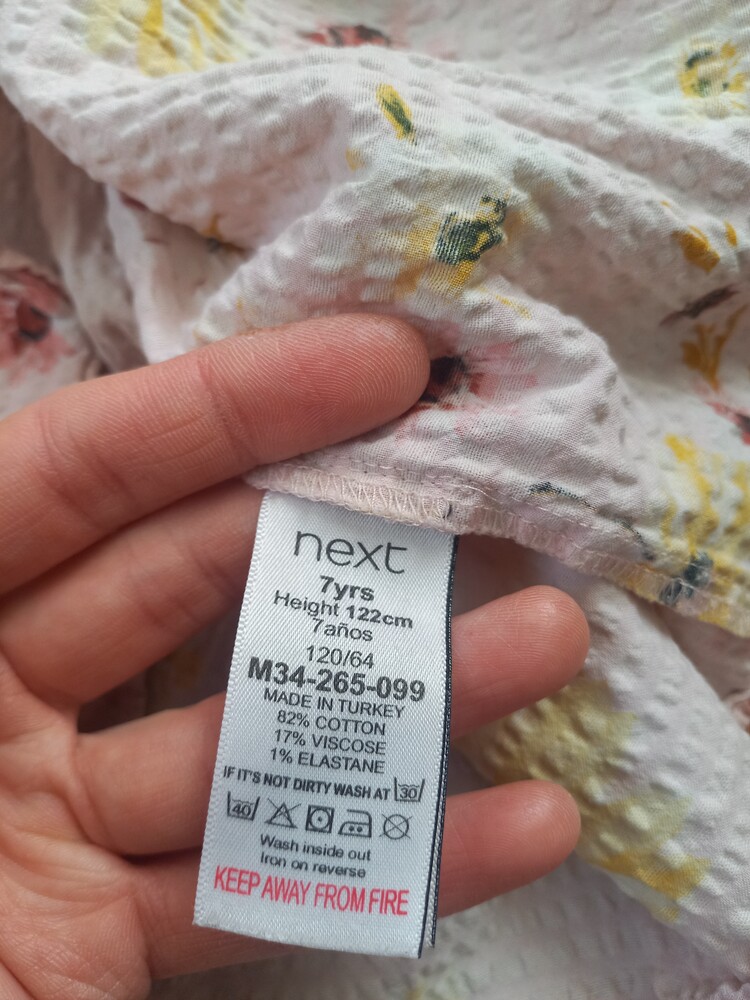 next
7yrs
Height 122cm
7años
120/64
M34-265-099
MADE IN TURKEY
82% COTTON
17% VISCOSE
1% ELASTANE
IF IT'S NOT DIRTY WASH AT 30
40
Wash inside out
Iron on reverse
KEEP AWAY FROM FIRE